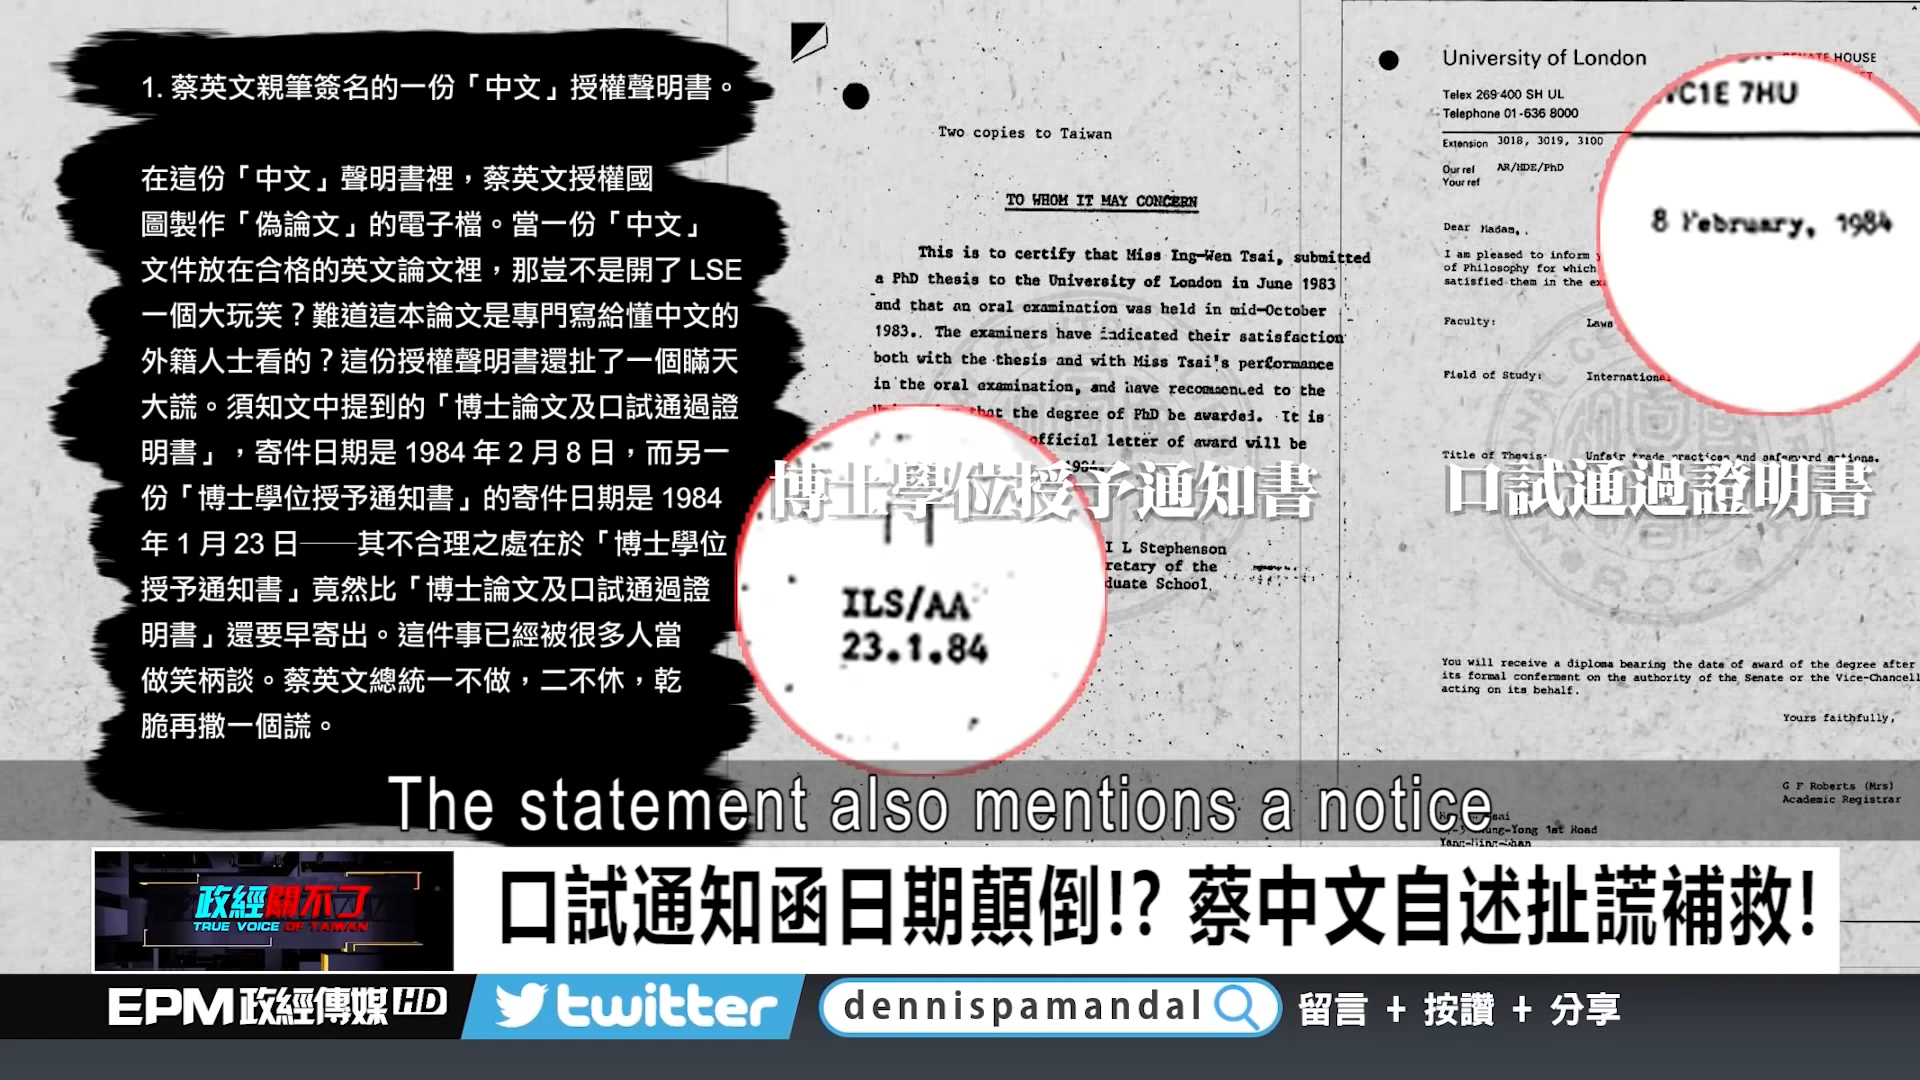 1. 蔡英文親筆簽名的一份「中文」授權聲明書。
在這份「中文」聲明書裡，蔡英文授權國
圖製作「偽論文」的電子檔。當一份「中文」
文件放在合格的英文論文裡，那豈不是開了 LSE
一個大玩笑？難道這本論文是專門寫給懂中文的
外籍人士看的？這份授權聲明書還扯了一個瞞天
大謊。須知文中提到的「博士論文及口試通過證
明書」，寄件日期是 1984 年 2 月 8 日，而另一
份「博士學位授予通知書」的寄件日期是 1984
年 1 月 23 日──其不合理之處在於「博士學位
授予通知書」竟然比「博士論文及口試通過證
明書」還要早寄出。這件事已經被很多人當
做笑柄談。蔡英文總統一不做，二不休，乾
脆再撒一個謊。
Two copies to Taiwan
TO WHOM IT MAY CONCERN
This is to certify that Miss Ing-Wen Tsai, submitted
a PhD thesis to the University of London in June 1983
and that an oral examination was held in mid-October
1983. The examiners have indicated their satisfaction
both with the thesis and with Miss Tsai's performance
in the oral examination, and have recommended to the
that the degree of PhD be awarded. It is
official letter of award will be
博士學位授予通知書
I L Stephenson
retary of the
duate School.
ILS/AA
23.1.84
University of London
SENATE HOUSE
Telex 269400 SH UL
Telephone 01-636 8000
WC1E 7HU
Extension 3018, 3019, 3100
Our ref AR/HDE/PhD
Your ref
8 February, 1984
Dear Madam,
I am pleased to inform
of Philosophy for which
satisfied them in the
Faculty: Laws
Field of Study: International
Title of Thesis: Unfair trade practices and safeguard actions.
口試通過證明書
You will receive a diploma bearing the date of award of the degree after
its formal conferment on the authority of the Senate or the Vice-Chancell
acting on its behalf.
Yours faithfully,
G F Roberts (Mrs)
Academic Registrar
The statement also mentions a notice
政經關不了
TRUE VOICE OF TAIWAN
口試通知函日期顛倒!? 蔡中文自述扯謊補救!
EPM政經傳媒HD
twitter
dennispamandal
留言 + 按讚 + 分享